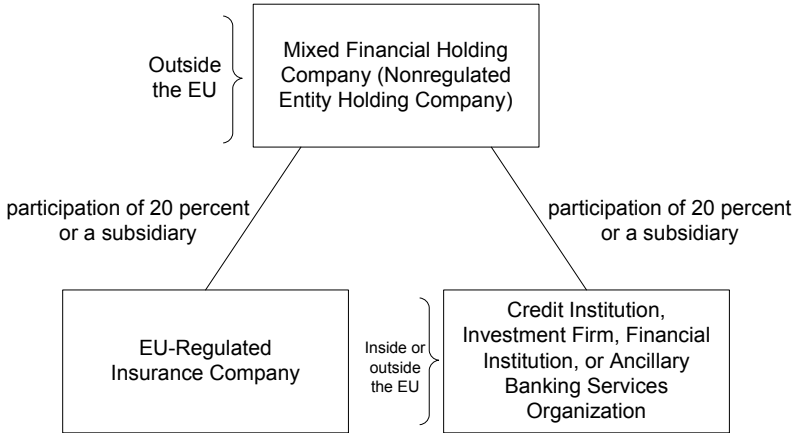 Outside
the EU
Mixed Financial Holding
Company (Nonregulated
Entity Holding Company)
participation of 20 percent
or a subsidiary
participation of 20 percent
or a subsidiary
EU-Regulated
Insurance Company
Inside or
outside
the EU
Credit Institution,
Investment Firm, Financial
Institution, or Ancillary
Banking Services
Organization